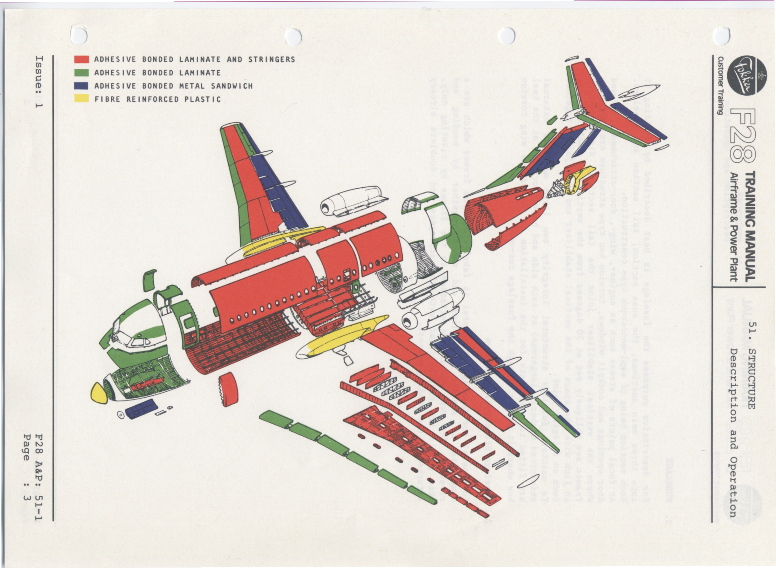 ADHESIVE BONDED LAMINATE AND STRINGERS
ADHESIVE BONDED LAMINATE
ADHESIVE BONDED METAL SANDWICH
FIBRE REINFORCED PLASTIC
Fokker
Customer Training
F28
TRAINING MANUAL
Airframe & Power Plant
51. STRUCTURE
Description and Operation
Issue: 1
F28 A&P: 51-1
Page : 3